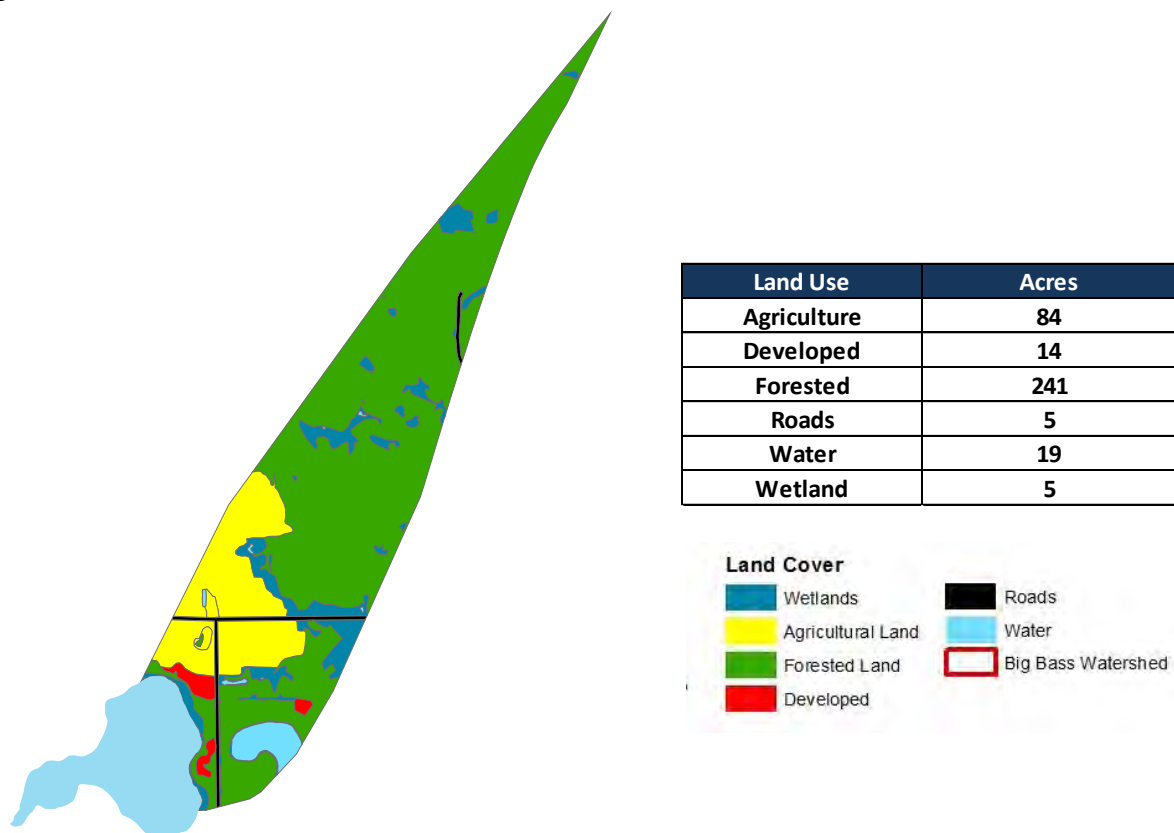 Land Use Acres
Agriculture 84
Developed 14
Forested 241
Roads 5
Water 19
Wetland 5
Land Cover
Wetlands
Agricultural Land
Forested Land
Developed
Roads
Water
Big Bass Watershed